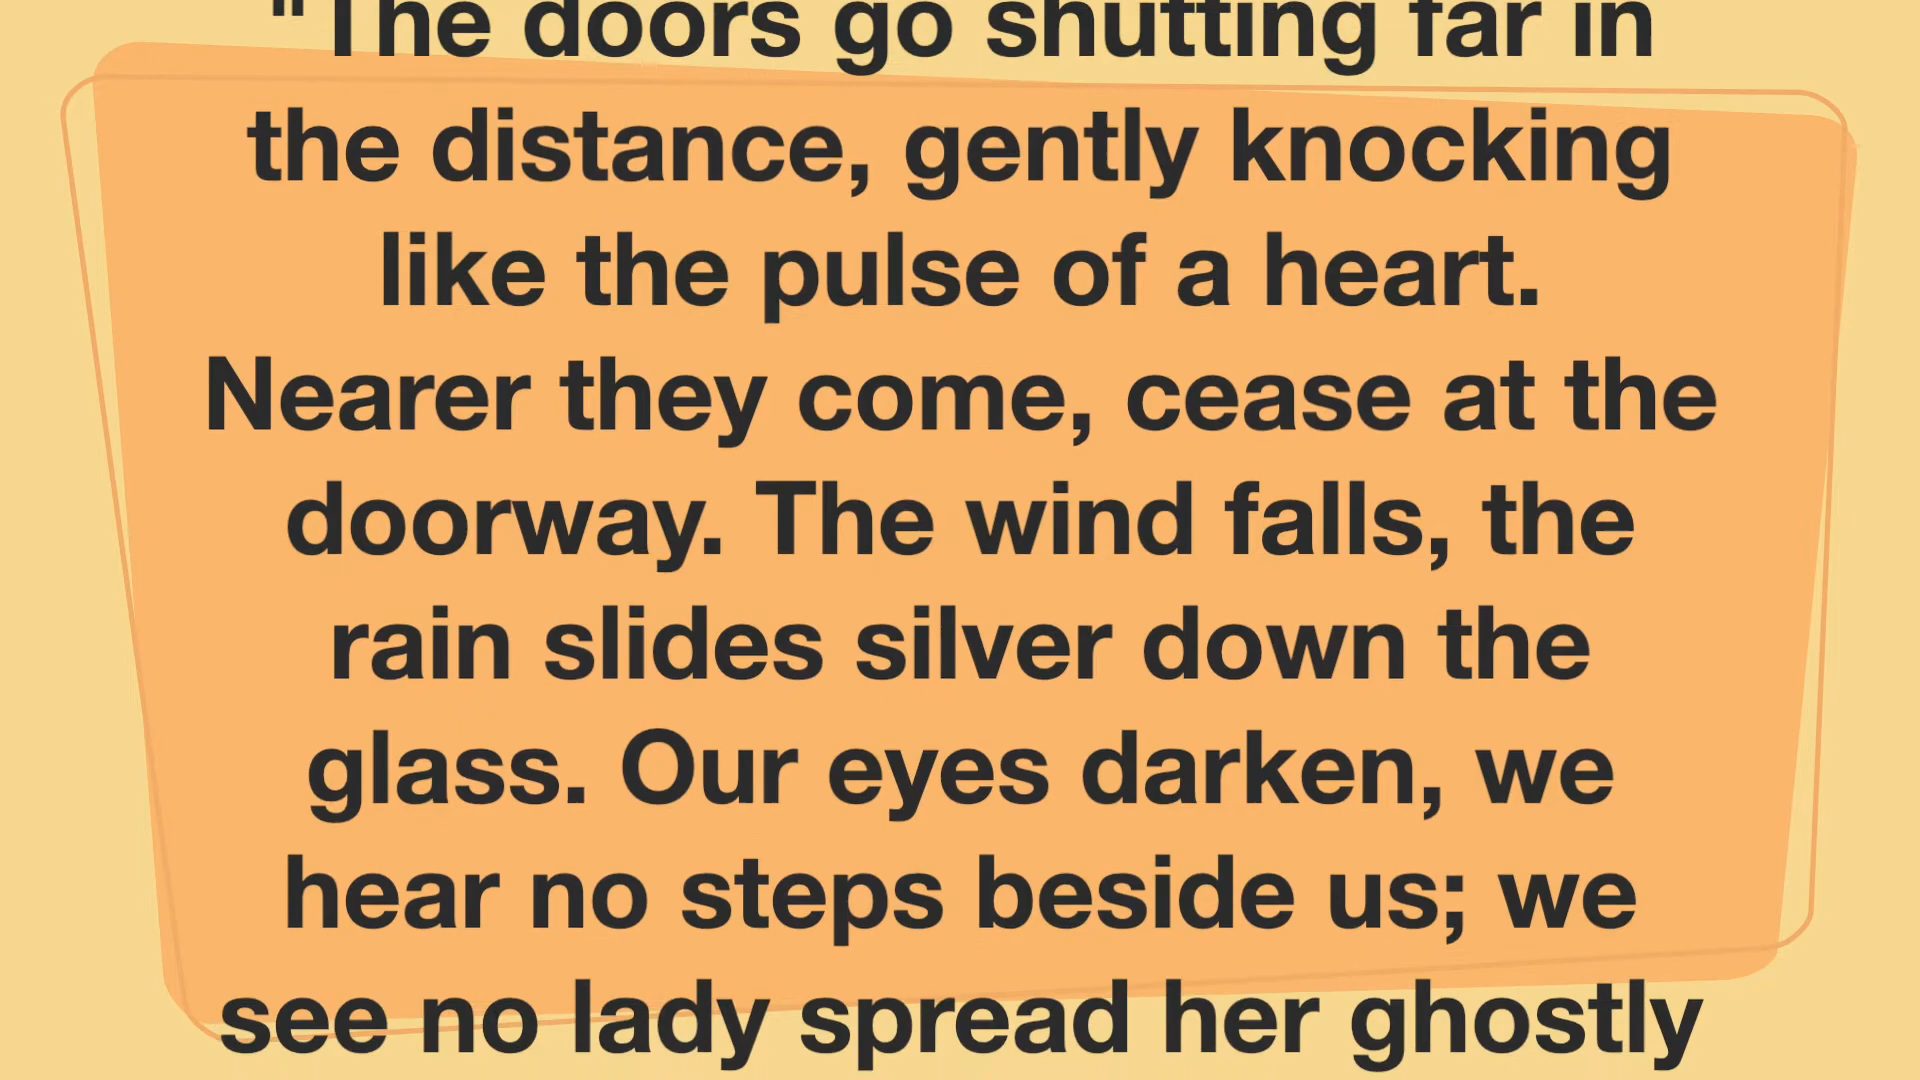 "The doors go shutting far in
the distance, gently knocking
like the pulse of a heart.
Nearer they come, cease at the
doorway. The wind falls, the
rain slides silver down the
glass. Our eyes darken, we
hear no steps beside us; we
see no lady spread her ghostly